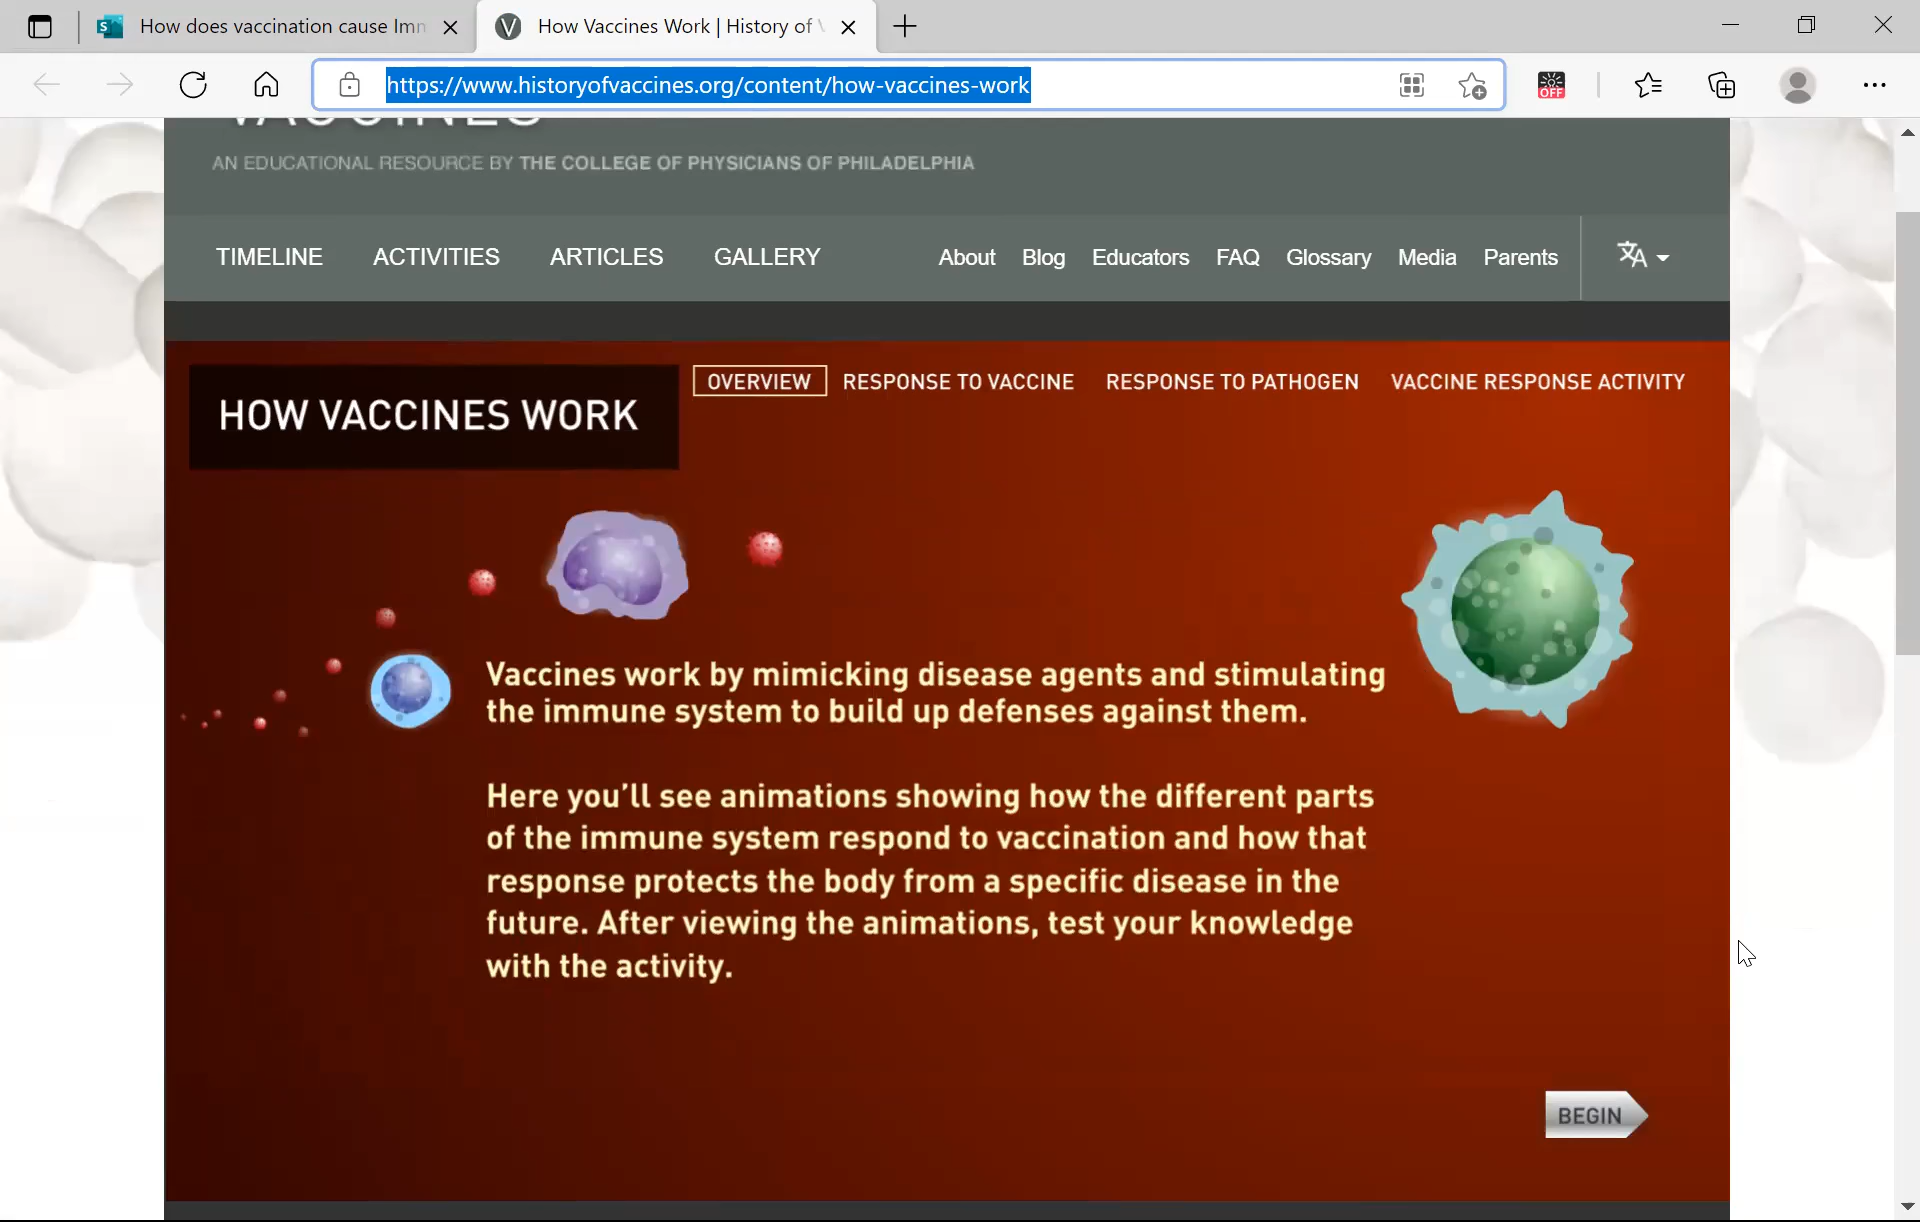 How does vaccination cause Imm
How Vaccines Work | History of
https://www.historyofvaccines.org/content/how-vaccines-work
OFF
VACCINES
AN EDUCATIONAL RESOURCE BY THE COLLEGE OF PHYSICIANS OF PHILADELPHIA
TIMELINE ACTIVITIES ARTICLES GALLERY About Blog Educators FAQ Glossary Media Parents
HOW VACCINES WORK
OVERVIEW RESPONSE TO VACCINE RESPONSE TO PATHOGEN VACCINE RESPONSE ACTIVITY
Vaccines work by mimicking disease agents and stimulating
the immune system to build up defenses against them.
Here you'll see animations showing how the different parts
of the immune system respond to vaccination and how that
response protects the body from a specific disease in the
future. After viewing the animations, test your knowledge
with the activity.
BEGIN